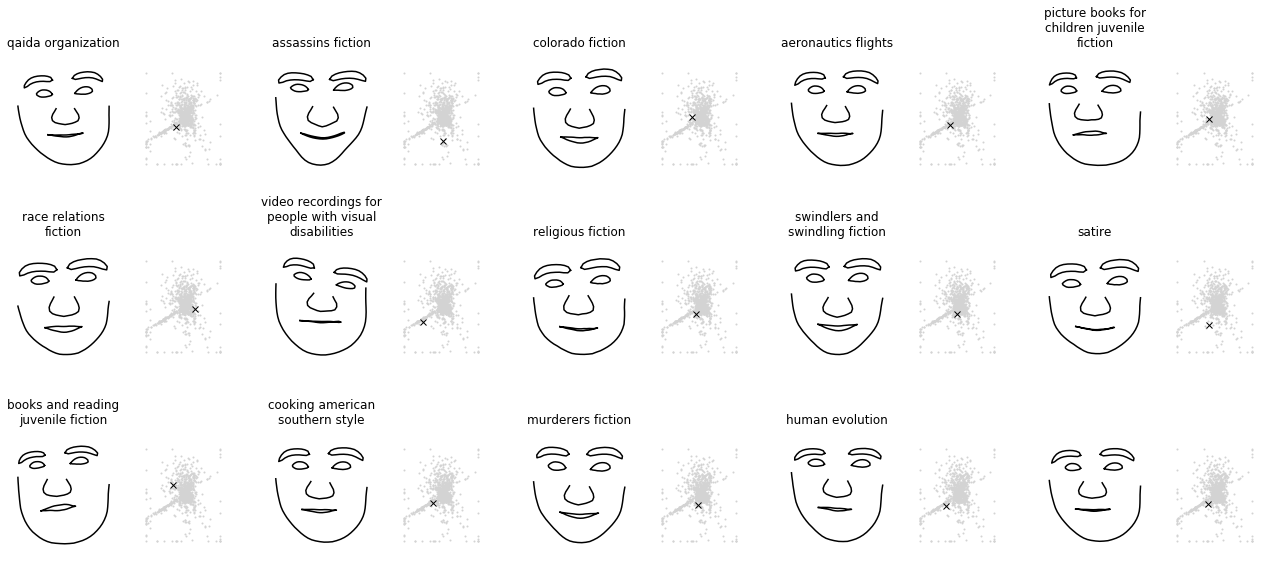 qaida organization
assassins fiction
colorado fiction
aeronautics flights
picture books for
children juvenile
fiction
race relations
fiction
video recordings for
people with visual
disabilities
religious fiction
swindlers and
swindling fiction
satire
books and reading
juvenile fiction
cooking american
southern style
murderers fiction
human evolution